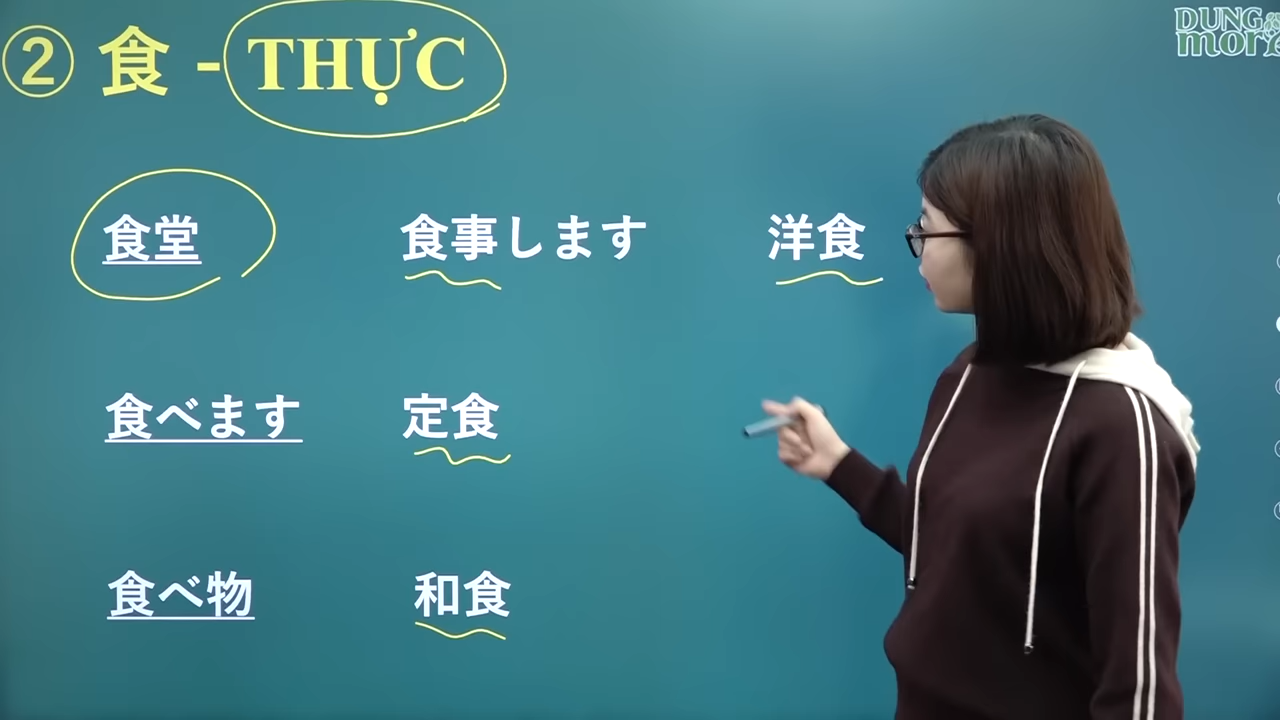 ② 食 - THỰC
DUNG &
mori
食堂 食事します 洋食
食べます 定食
食べ物 和食